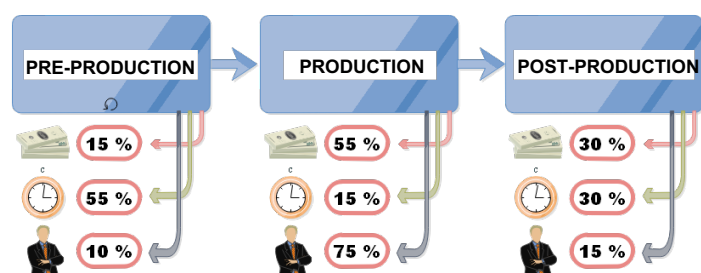 PRE-PRODUCTION
PRODUCTION
POST-PRODUCTION
15 %
55 %
30 %
c
c
c
55 %
15 %
30 %
10 %
75 %
15 %